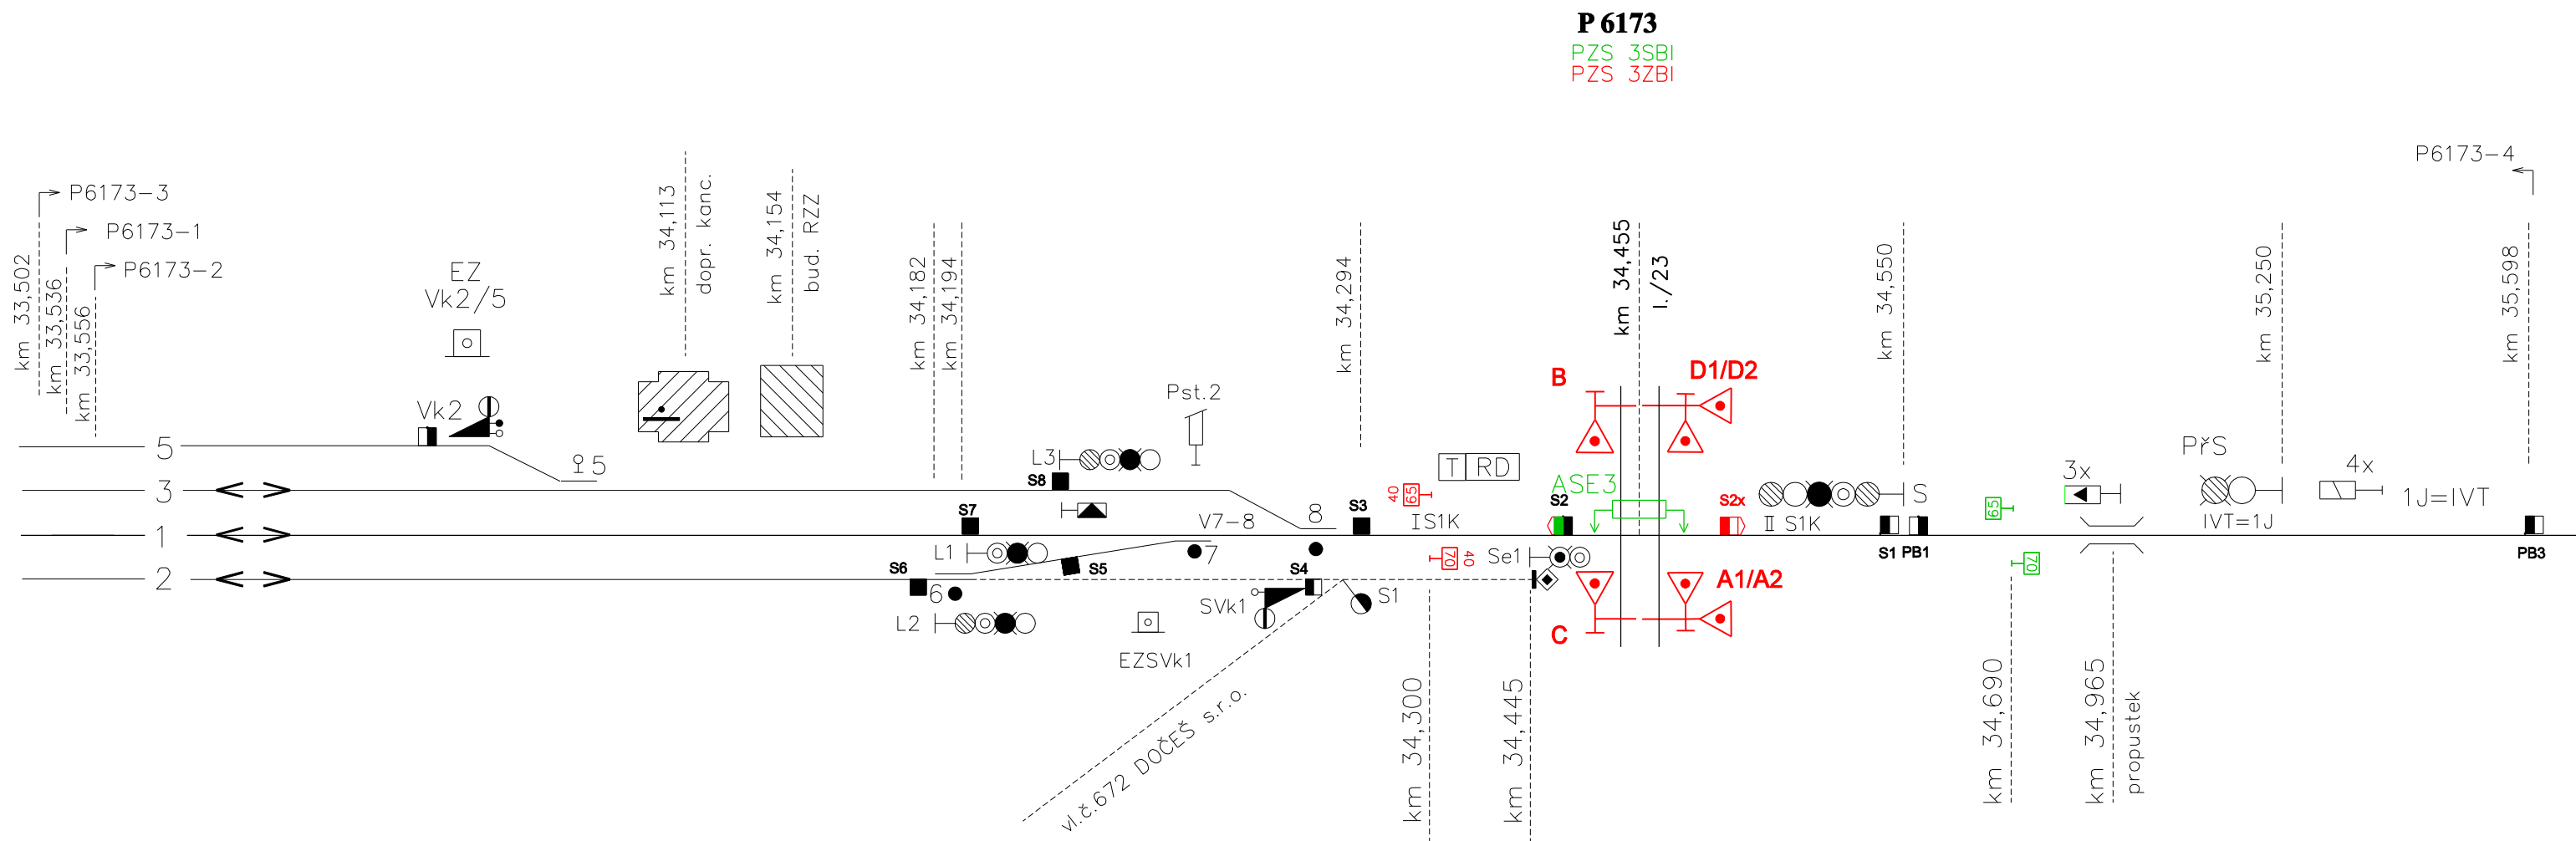 P 6173
PZS 3SBI
PZS 3ZBI
P6173-3
P6173-1
P6173-2
P6173-4
km 33,502
km 33,536
km 33,556
EZ
Vk2/5
km 34,113
dopr. kanc.
km 34,154
bud. RZZ
km 34,182
km 34,194
km 34,294
km 34,455
I./23
km 34,550
km 35,250
km 35,598
Vk2
Pst.2
B
D1/D2
5
5
L3
S8
T RD
ASE3
PřS
3x
4x
3
40
65
S
65
1J=IVT
S7
V7-8
8
S3
IS1K
S2
S2x
II S1K
IVT=1J
1
S1
PB1
PB3
L1
7
70
40
Se1
70
S6
S5
S4
2
6
SVk1
S1
A1/A2
L2
C
EZSVk1
vl.č.672 DOČEŠ s.r.o.
km 34,300
km 34,445
km 34,690
km 34,965
propustek